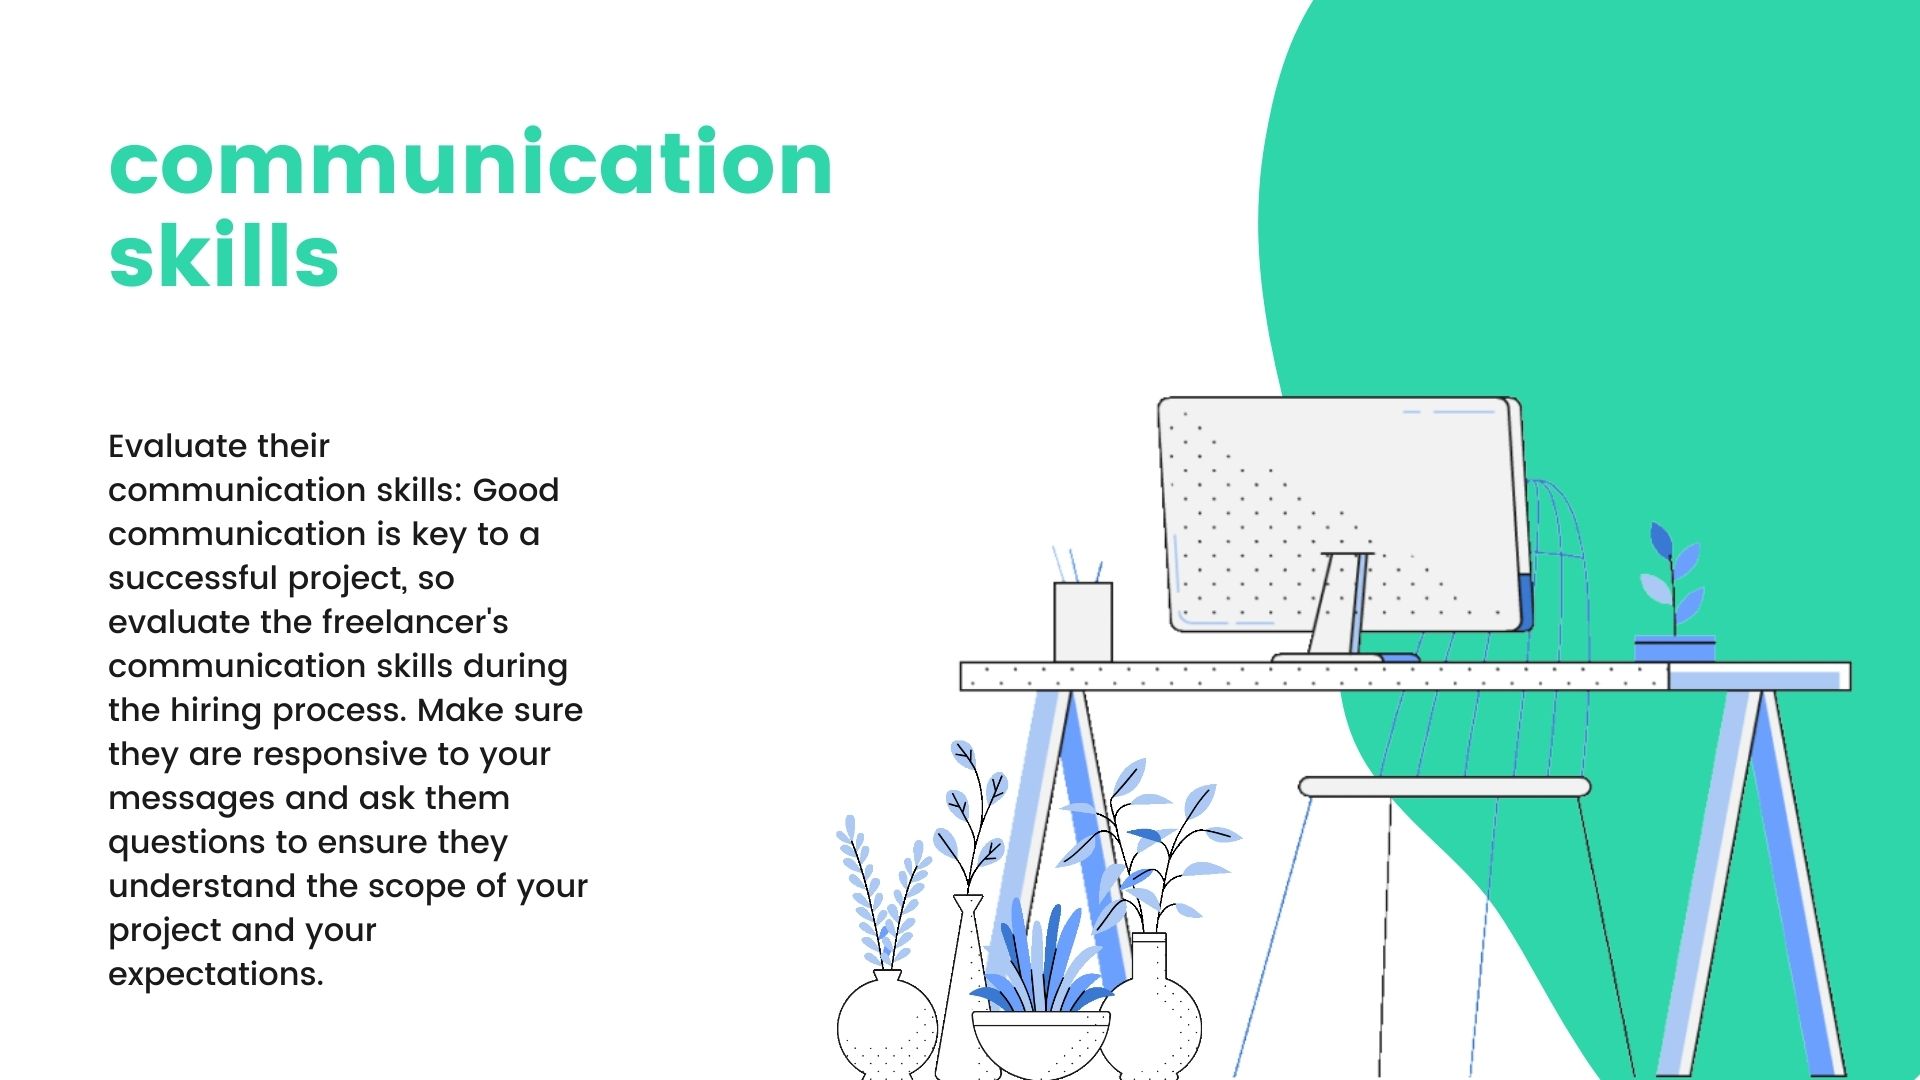 communication
skills
Evaluate their
communication skills: Good
communication is key to a
successful project, so
evaluate the freelancer's
communication skills during
the hiring process. Make sure
they are responsive to your
messages and ask them
questions to ensure they
understand the scope of your
project and your
expectations.